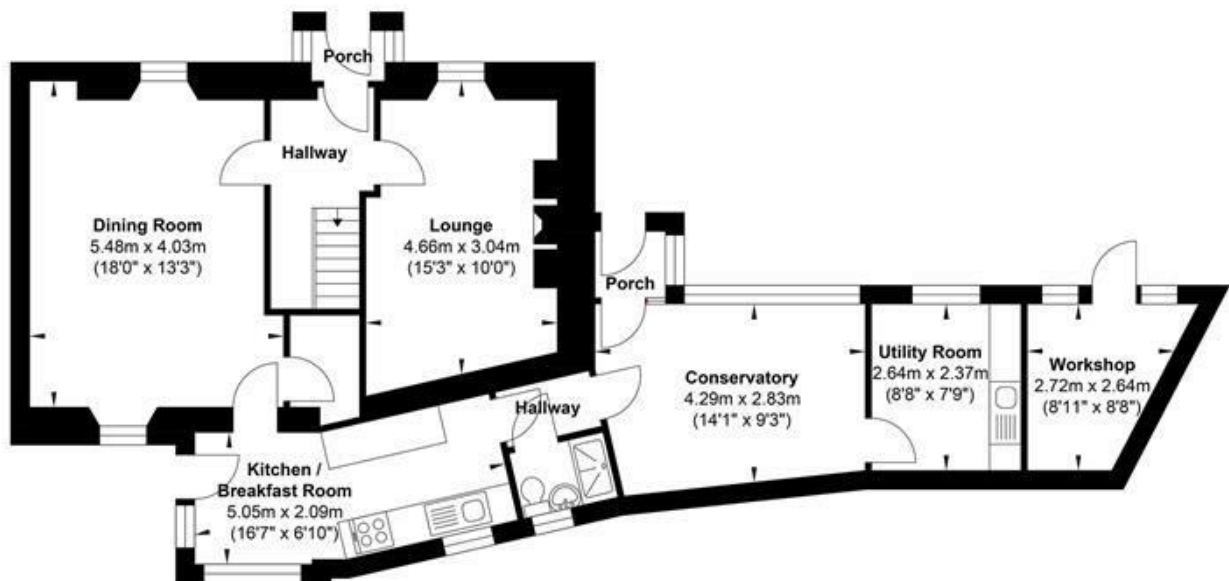 Porch
Hallway
Dining Room
5.48m x 4.03m
(18'0" x 13'3")
Lounge
4.66m x 3.04m
(15'3" x 10'0")
Porch
Conservatory
4.29m x 2.83m
(14'1" x 9'3")
Utility Room
2.64m x 2.37m
(8'8" x 7'9")
Workshop
2.72m x 2.64m
(8'11" x 8'8")
Hallway
Kitchen /
Breakfast Room
5.05m x 2.09m
(16'7" x 6'10")